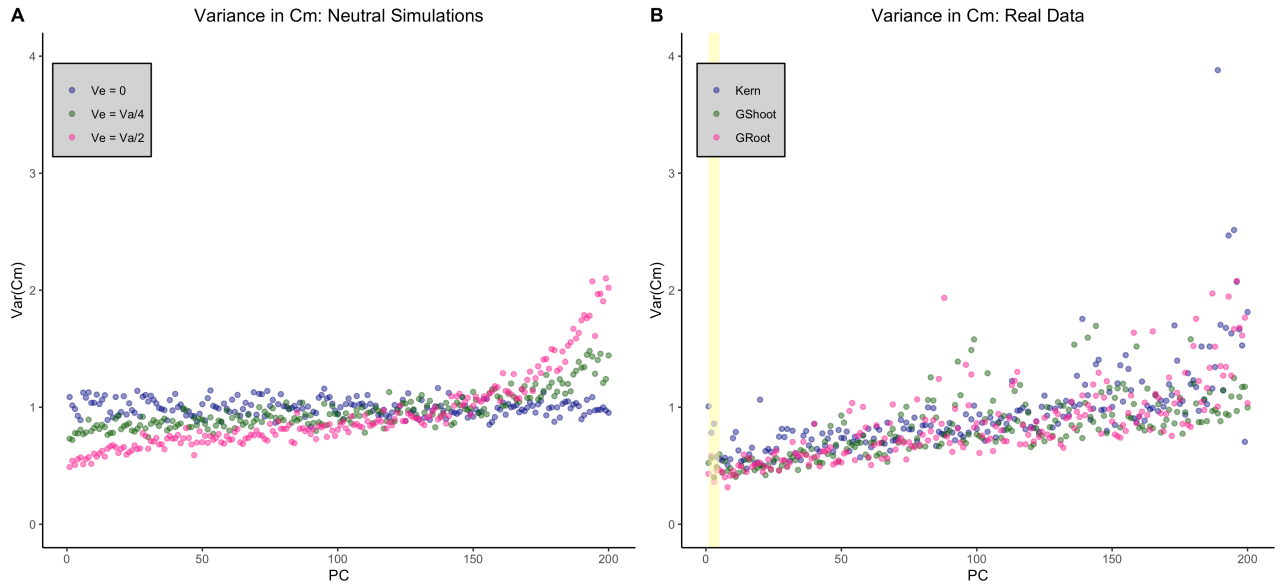 A
Variance in Cm: Neutral Simulations
Var(Cm)
4
3
2
1
0
Ve = 0
Ve = Va/4
Ve = Va/2
0
50
100
150
200
PC
B
Variance in Cm: Real Data
Var(Cm)
4
3
2
1
0
Kern
GShoot
GRoot
0
50
100
150
200
PC